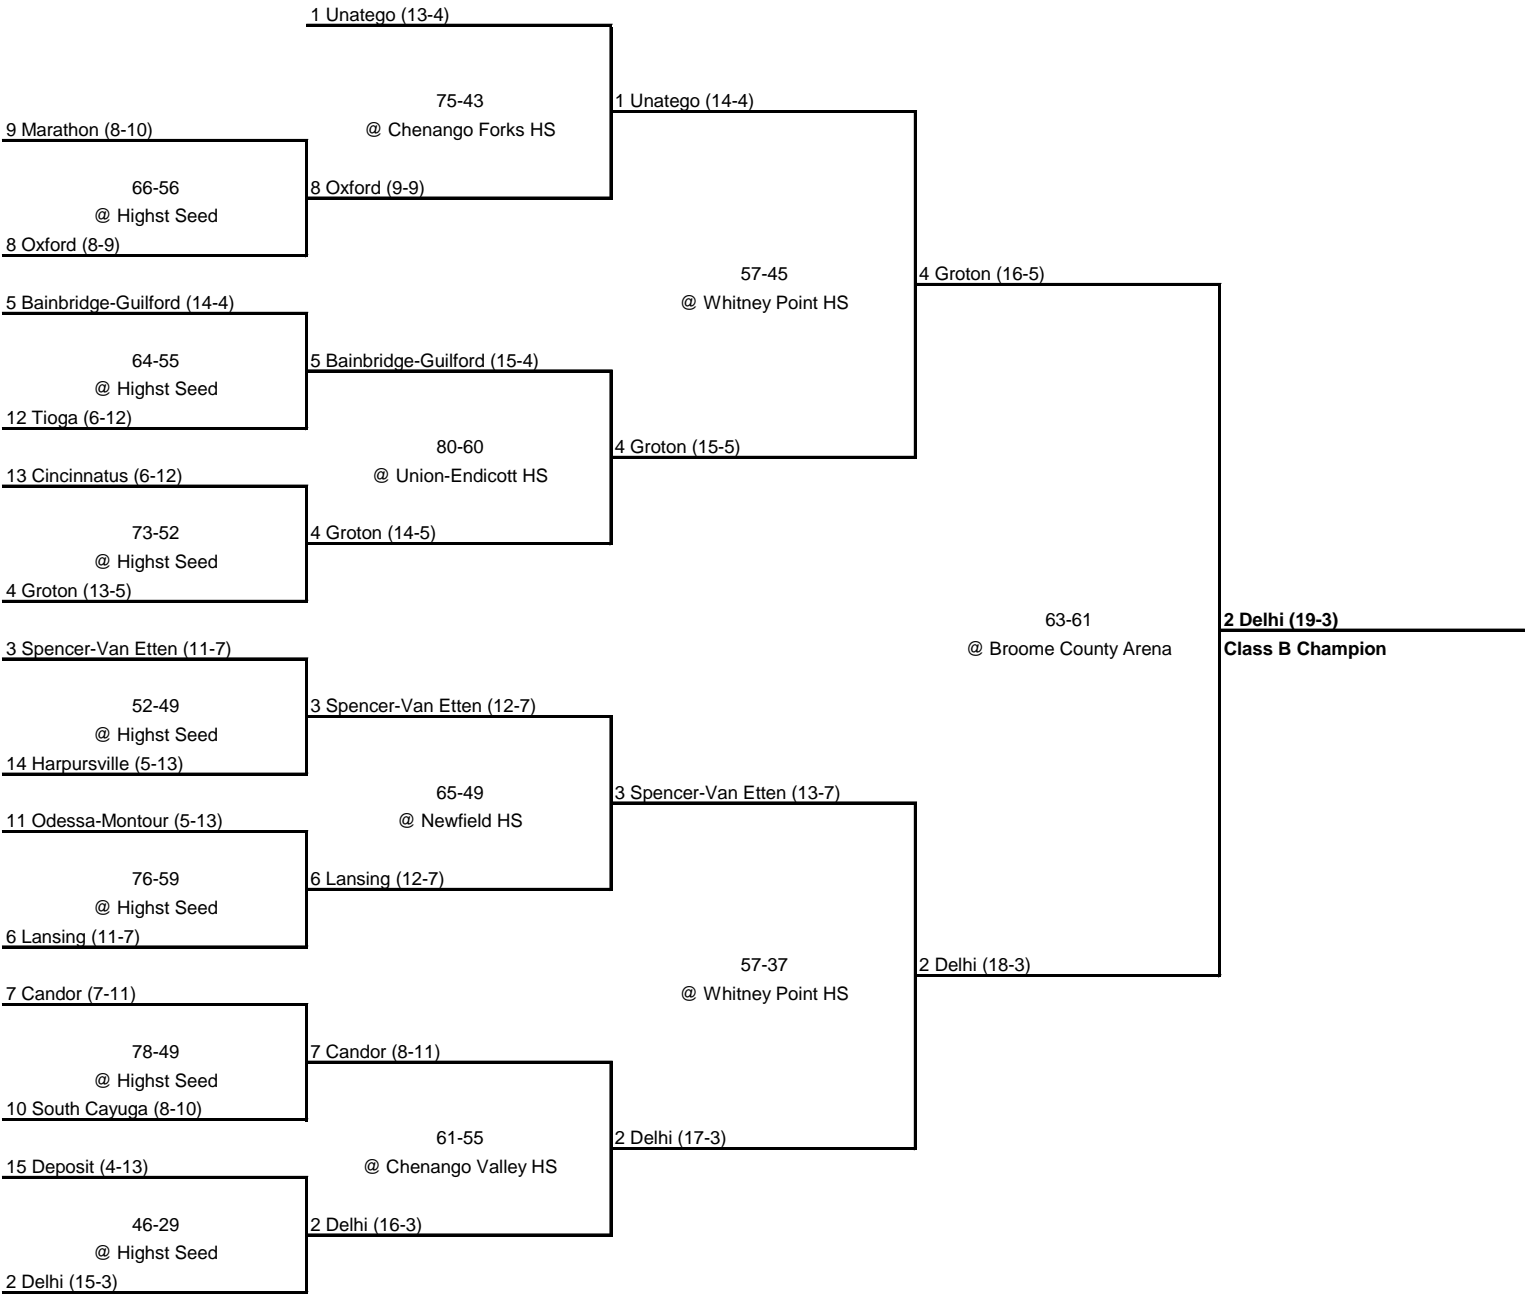 1 Unatego (13-4)
75-43
@ Chenango Forks HS
1 Unatego (14-4)
9 Marathon (8-10)
66-56
@ Highst Seed
8 Oxford (9-9)
8 Oxford (8-9)
57-45
@ Whitney Point HS
4 Groton (16-5)
5 Bainbridge-Guilford (14-4)
64-55
@ Highst Seed
5 Bainbridge-Guilford (15-4)
12 Tioga (6-12)
80-60
@ Union-Endicott HS
4 Groton (15-5)
13 Cincinnatus (6-12)
73-52
@ Highst Seed
4 Groton (14-5)
4 Groton (13-5)
63-61
@ Broome County Arena
2 Delhi (19-3)
Class B Champion
3 Spencer-Van Etten (11-7)
52-49
@ Highst Seed
3 Spencer-Van Etten (12-7)
14 Harpursville (5-13)
65-49
@ Newfield HS
3 Spencer-Van Etten (13-7)
11 Odessa-Montour (5-13)
76-59
@ Highst Seed
6 Lansing (12-7)
6 Lansing (11-7)
57-37
@ Whitney Point HS
2 Delhi (18-3)
7 Candor (7-11)
78-49
@ Highst Seed
7 Candor (8-11)
10 South Cayuga (8-10)
61-55
@ Chenango Valley HS
2 Delhi (17-3)
15 Deposit (4-13)
46-29
@ Highst Seed
2 Delhi (16-3)
2 Delhi (15-3)